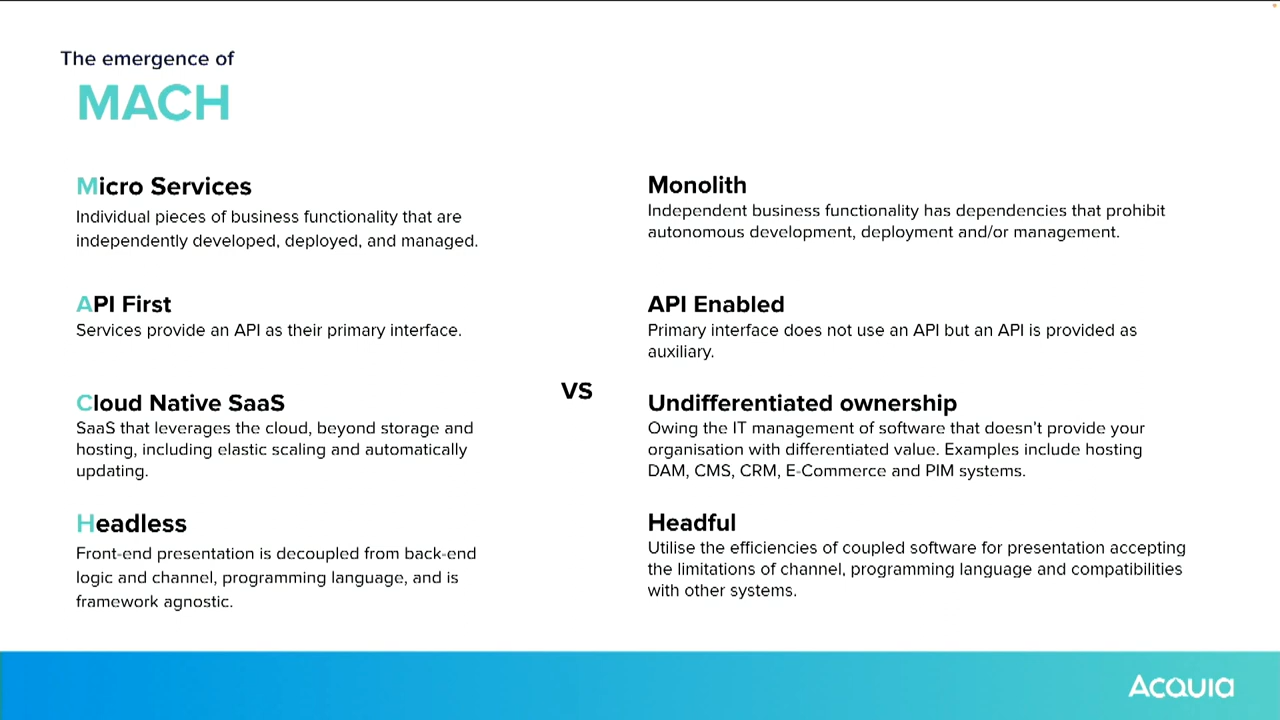 The emergence of
MACH
Micro Services
Individual pieces of business functionality that are
independently developed, deployed, and managed.
API First
Services provide an API as their primary interface.
Cloud Native SaaS
SaaS that leverages the cloud, beyond storage and
hosting, including elastic scaling and automatically
updating.
Headless
Front-end presentation is decoupled from back-end
logic and channel, programming language, and is
framework agnostic.
VS
Monolith
Independent business functionality has dependencies that prohibit
autonomous development, deployment and/or management.
API Enabled
Primary interface does not use an API but an API is provided as
auxiliary.
Undifferentiated ownership
Owing the IT management of software that doesn't provide your
organisation with differentiated value. Examples include hosting
DAM, CMS, CRM, E-Commerce and PIM systems.
Headful
Utilise the efficiencies of coupled software for presentation accepting
the limitations of channel, programming language and compatibilities
with other systems.
Acquia